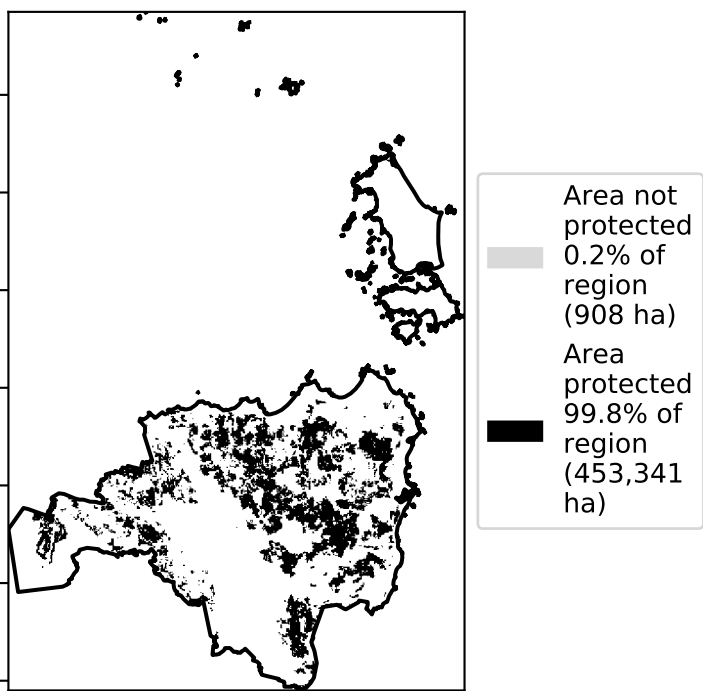 Area not
protected
0.2% of
region
(908 ha)
Area
protected
99.8% of
region
(453,341
ha)